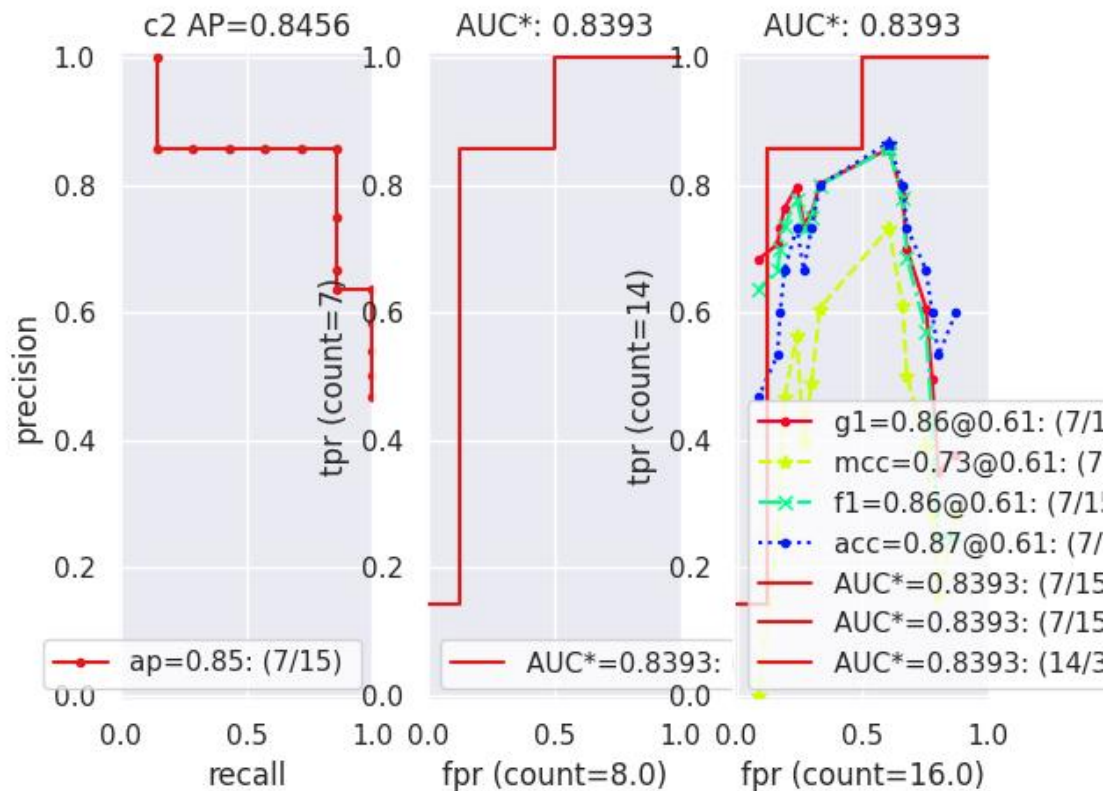 c2 AP=0.8456
AUC*: 0.8393
AUC*: 0.8393
precision
1.0
0.8
0.6
0.4
0.2
0.0
ap=0.85: (7/15)
0.0 0.5 1.0
recall
tpr (count=7)
1.0
0.8
0.6
0.4
0.2
0.0
AUC*=0.8393:
0.0 0.5 1.0
fpr (count=8.0)
tpr (count=14)
1.0
0.8
0.6
0.4
0.2
0.0
g1=0.86@0.61: (7/1
mcc=0.73@0.61: (7
f1=0.86@0.61: (7/15
acc=0.87@0.61: (7/
AUC*=0.8393: (7/15
AUC*=0.8393: (7/15
AUC*=0.8393: (14/3
0.0 0.5 1.0
fpr (count=16.0)